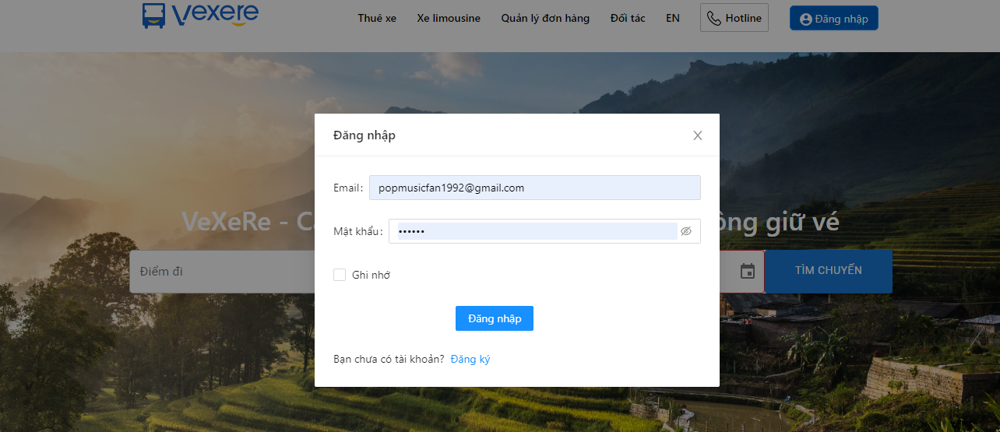 Vexere Thuê xe Xe limousine Quản lý đơn hàng Đối tác EN Hotline Đăng nhập
Đăng nhập
Email:
popmusicfan1992@gmail.com
VeXeRe - C
ông giữ vé
Mật khẩu:
••••••
Điểm đi
TÌM CHUYẾN
Ghi nhớ
Đăng nhập
Bạn chưa có tài khoản? Đăng ký